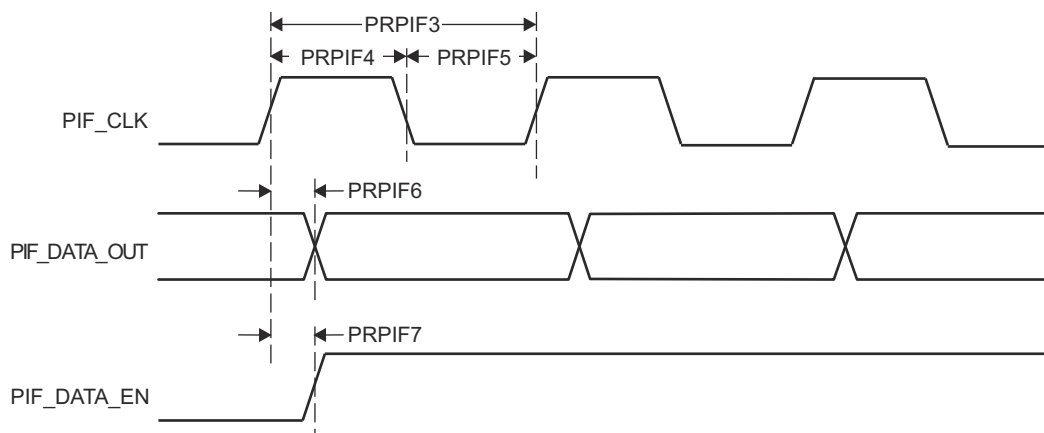 PRPIF3
PRPIF4 PRPIF5
PIF_CLK
PRPIF6
PIF_DATA_OUT
PRPIF7
PIF_DATA_EN